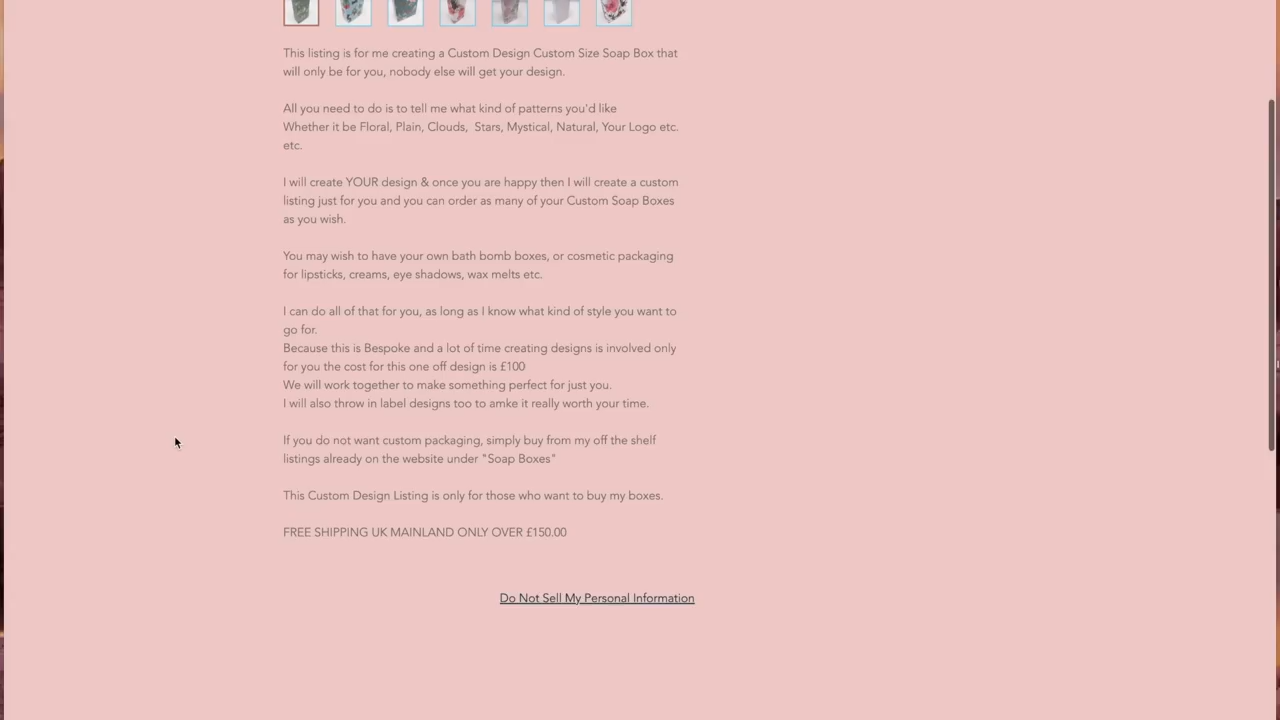 This listing is for me creating a Custom Design Custom Size Soap Box that
will only be for you, nobody else will get your design.
All you need to do is to tell me what kind of patterns you'd like
Whether it be Floral, Plain, Clouds,  Stars, Mystical, Natural, Your Logo etc.
etc.
I will create YOUR design & once you are happy then I will create a custom
listing just for you and you can order as many of your Custom Soap Boxes
as you wish.
You may wish to have your own bath bomb boxes, or cosmetic packaging
for lipsticks, creams, eye shadows, wax melts etc.
I can do all of that for you, as long as I know what kind of style you want to
go for.
Because this is Bespoke and a lot of time creating designs is involved only
for you the cost for this one off design is £100
We will work together to make something perfect for just you.
I will also throw in label designs too to amke it really worth your time.
If you do not want custom packaging, simply buy from my off the shelf
listings already on the website under "Soap Boxes"
This Custom Design Listing is only for those who want to buy my boxes.
FREE SHIPPING UK MAINLAND ONLY OVER £150.00
Do Not Sell My Personal Information